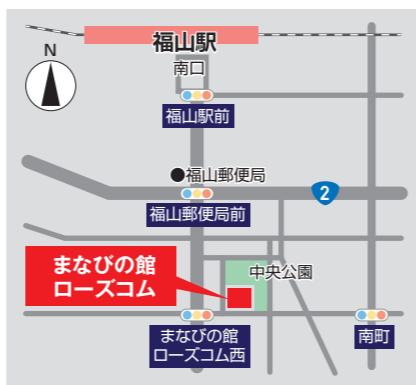 福山駅
南口
N
福山駅前
●福山郵便局
2
福山郵便局前
まなびの館
ローズコム
中央公園
まなびの館
ローズコム西
南町